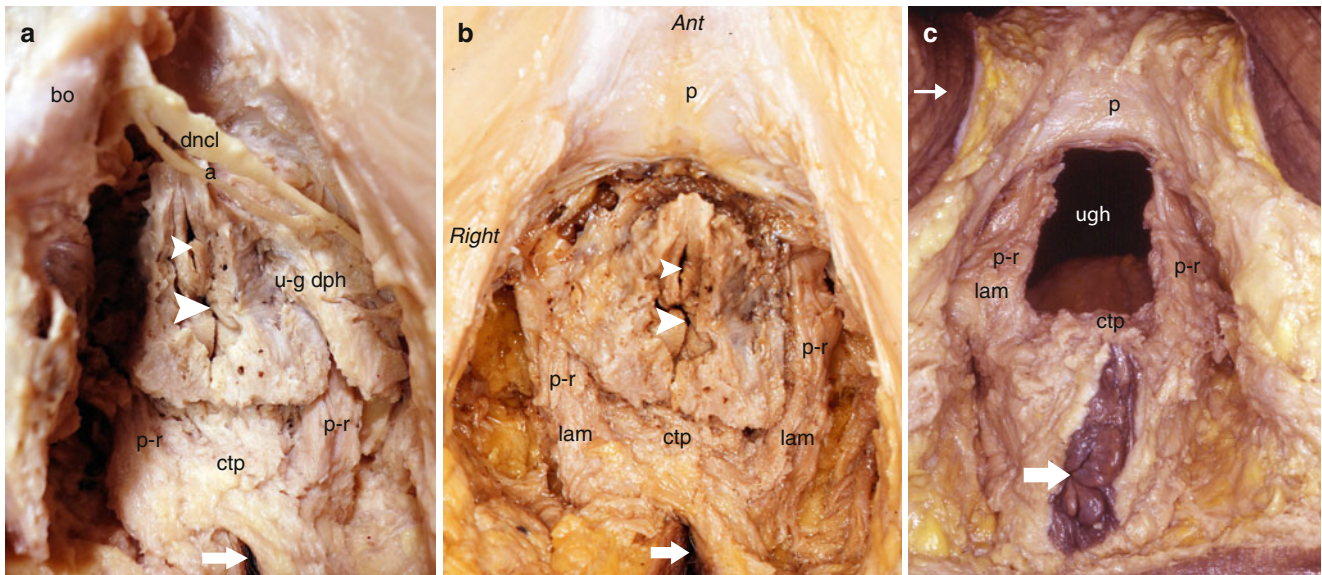 a
bo
dncl
a
u-g dph
p-r
p-r
ctp
b
Ant
p
Right
p-r
p-r
lam
ctp
lam
c
p
ugh
p-r
p-r
lam
ctp